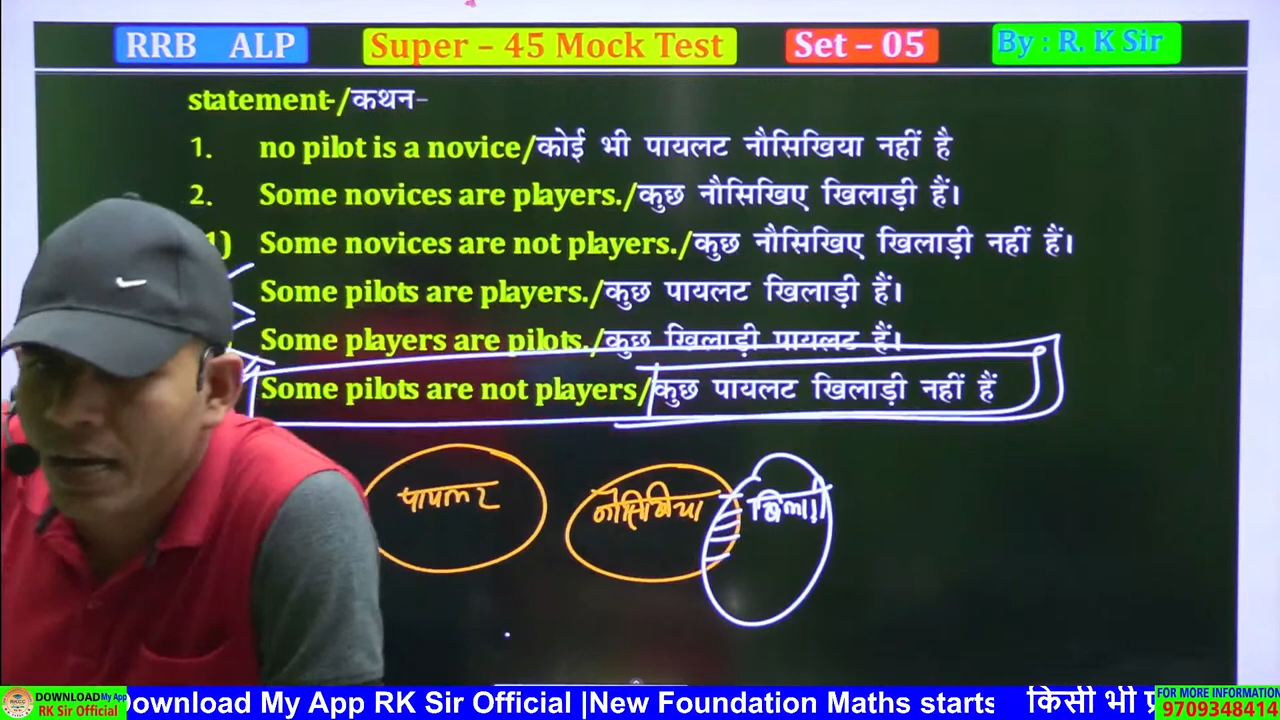 RRB ALP Super – 45 Mock Test Set – 05 By : R. K Sir
statement-/कथन-
1. no pilot is a novice/कोई भी पायलट नौसिखिया नहीं है
2. Some novices are players./कुछ नौसिखिए खिलाड़ी हैं।
1) Some novices are not players./कुछ नौसिखिए खिलाड़ी नहीं हैं।
Some pilots are players./कुछ पायलट खिलाड़ी हैं।
Some players are pilots./कुछ खिलाड़ी पायलट हैं।
Some pilots are not players/कुछ पायलट खिलाड़ी नहीं हैं
पायलट नौसिखिया खिलाड़ी
DOWNLOAD My App
RK Sir Official
Download My App RK Sir Official |New Foundation Maths starts किसी भी
FOR MORE INFORMATION
9709348414